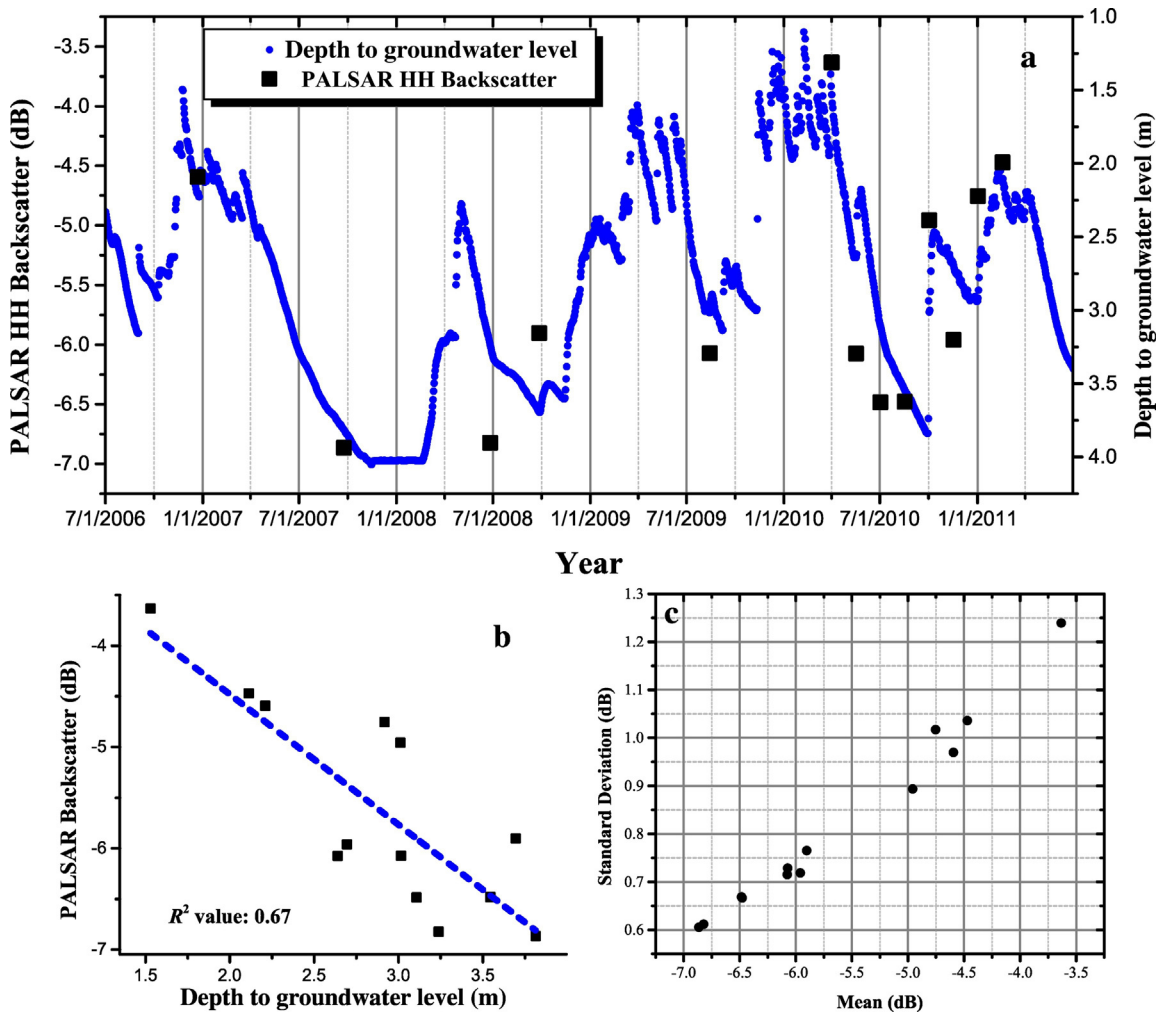 Depth to groundwater level
PALSAR HH Backscatter
a
PALSAR HH Backscatter (dB)
-3.5
-4.0
-4.5
-5.0
-5.5
-6.0
-6.5
-7.0
1.0
1.5
2.0
2.5
3.0
3.5
4.0
Depth to groundwater level (m)
7/1/2006 1/1/2007 7/1/2007 1/1/2008 7/1/2008 1/1/2009 7/1/2009 1/1/2010 7/1/2010 1/1/2011
Year
b
PALSAR Backscatter (dB)
-4
-5
-6
-7
R² value: 0.67
1.5 2.0 2.5 3.0 3.5
Depth to groundwater level (m)
c
Standard Deviation (dB)
1.3
1.2
1.1
1.0
0.9
0.8
0.7
0.6
-7.0 -6.5 -6.0 -5.5 -5.0 -4.5 -4.0 -3.5
Mean (dB)